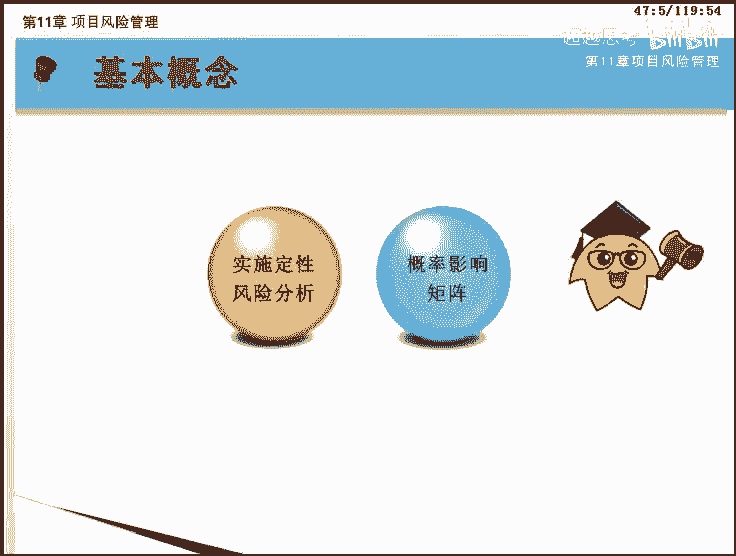 第11章 项目风险管理
47:5/119:54
bilibili
第11章项目风险管理
基本概念
实施定性
风险分析
概率影响
矩阵